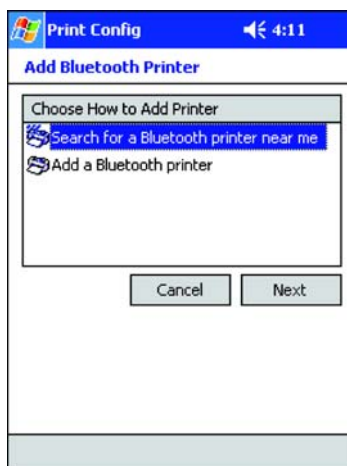 Print Config 4:11
Add Bluetooth Printer
Choose How to Add Printer
Search for a Bluetooth printer near me
Add a Bluetooth printer
Cancel Next